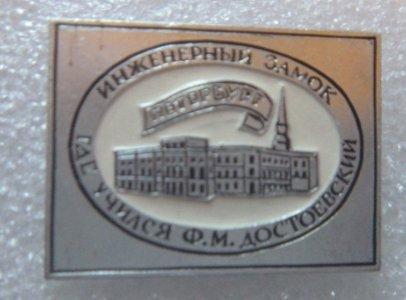 ИНЖЕНЕРНЫЙ ЗАМОК
ПЕТЕРБУРГ
ГДЕ УЧИЛСЯ Ф.М. ДОСТОЕВСКИЙ